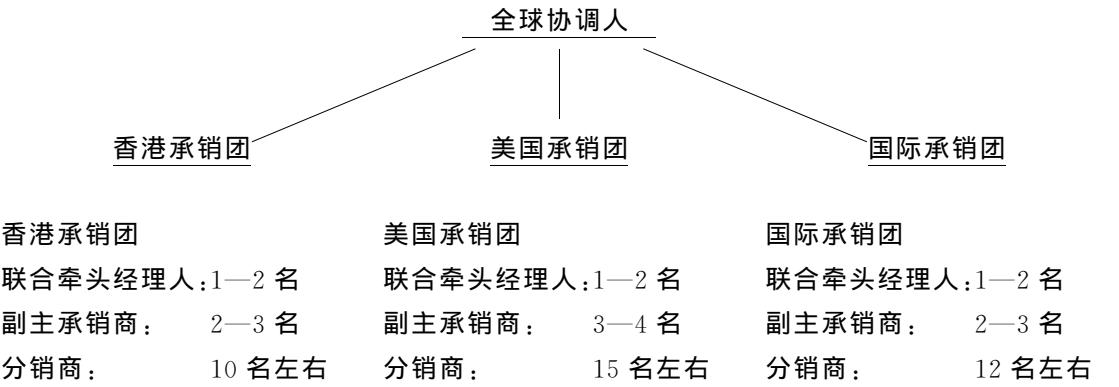 全球协调人
香港承销团 美国承销团 国际承销团
香港承销团 美国承销团 国际承销团
联合牵头经理人:1—2 名 联合牵头经理人:1—2 名 联合牵头经理人:1—2 名
副主承销商: 2—3 名 副主承销商: 3—4 名 副主承销商: 2—3 名
分销商: 10 名左右 分销商: 15 名左右 分销商: 12 名左右